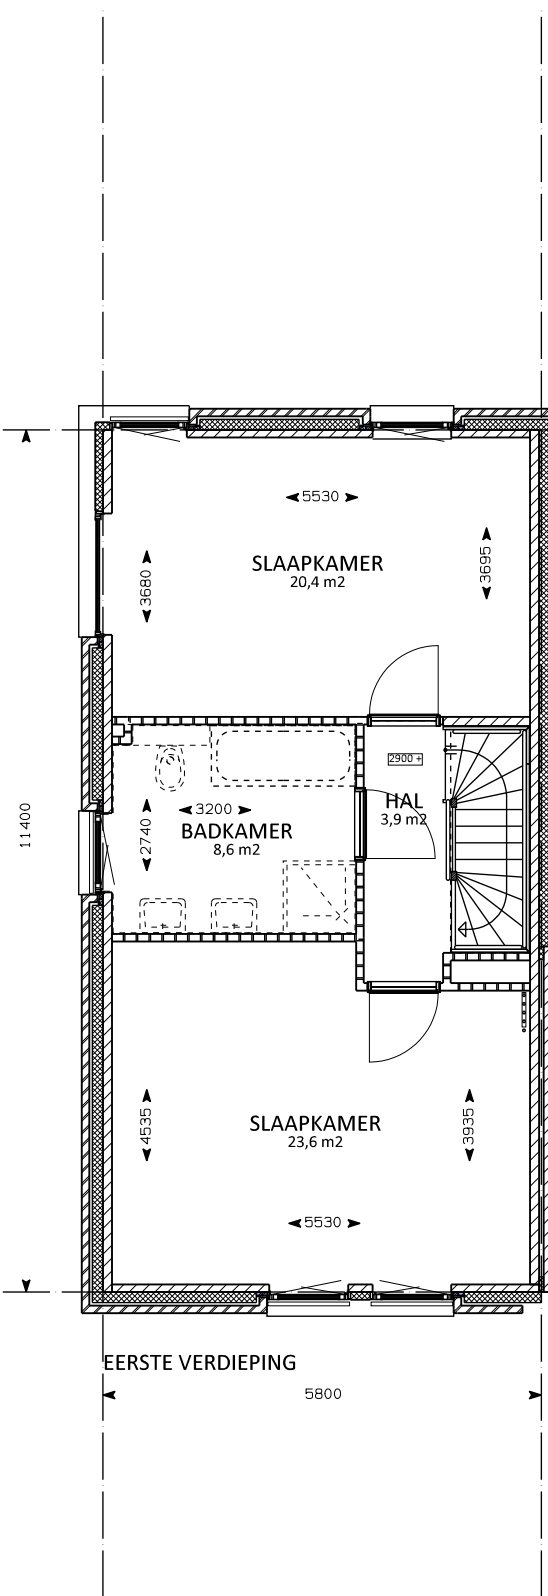 5530
SLAAPKAMER
20,4 m2
3680
3695
2900 +
HAL
3,9 m2
3200
BADKAMER
8,6 m2
2740
11400
SLAAPKAMER
23,6 m2
4535
3935
5530
EERSTE VERDIEPING
5800